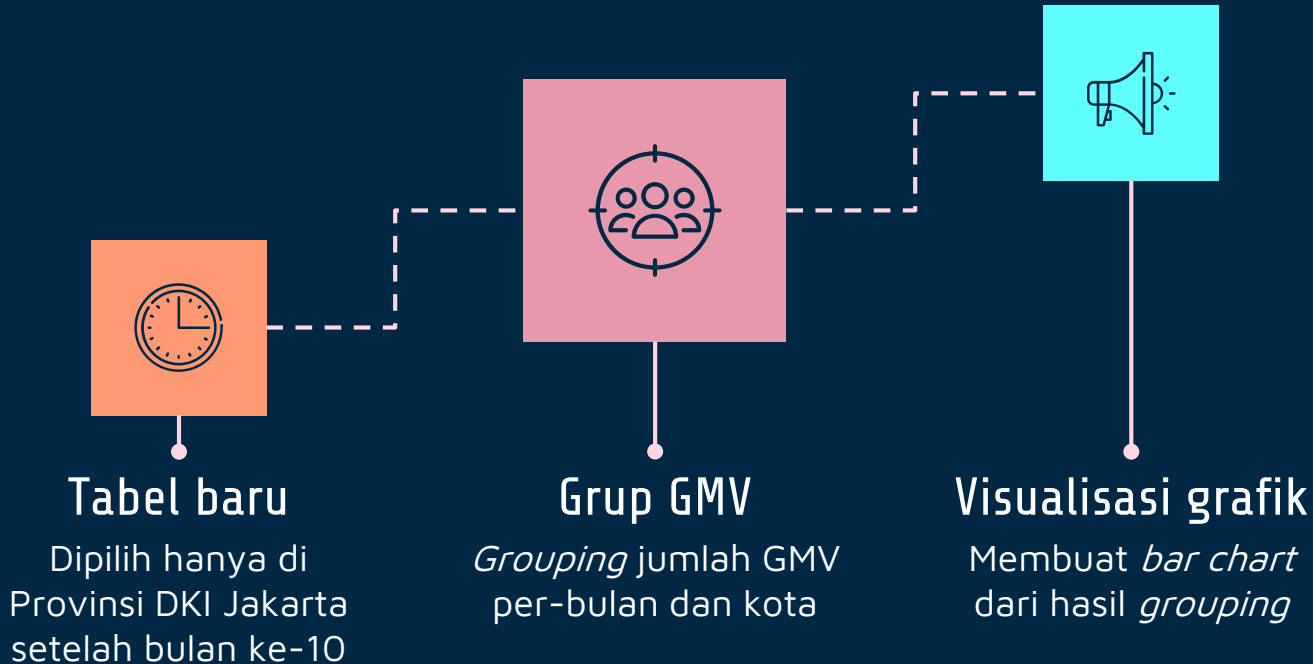 Tabel baru
Dipilih hanya di
Provinsi DKI Jakarta
setelah bulan ke-10
Grup GMV
Grouping jumlah GMV
per-bulan dan kota
Visualisasi grafik
Membuat bar chart
dari hasil grouping